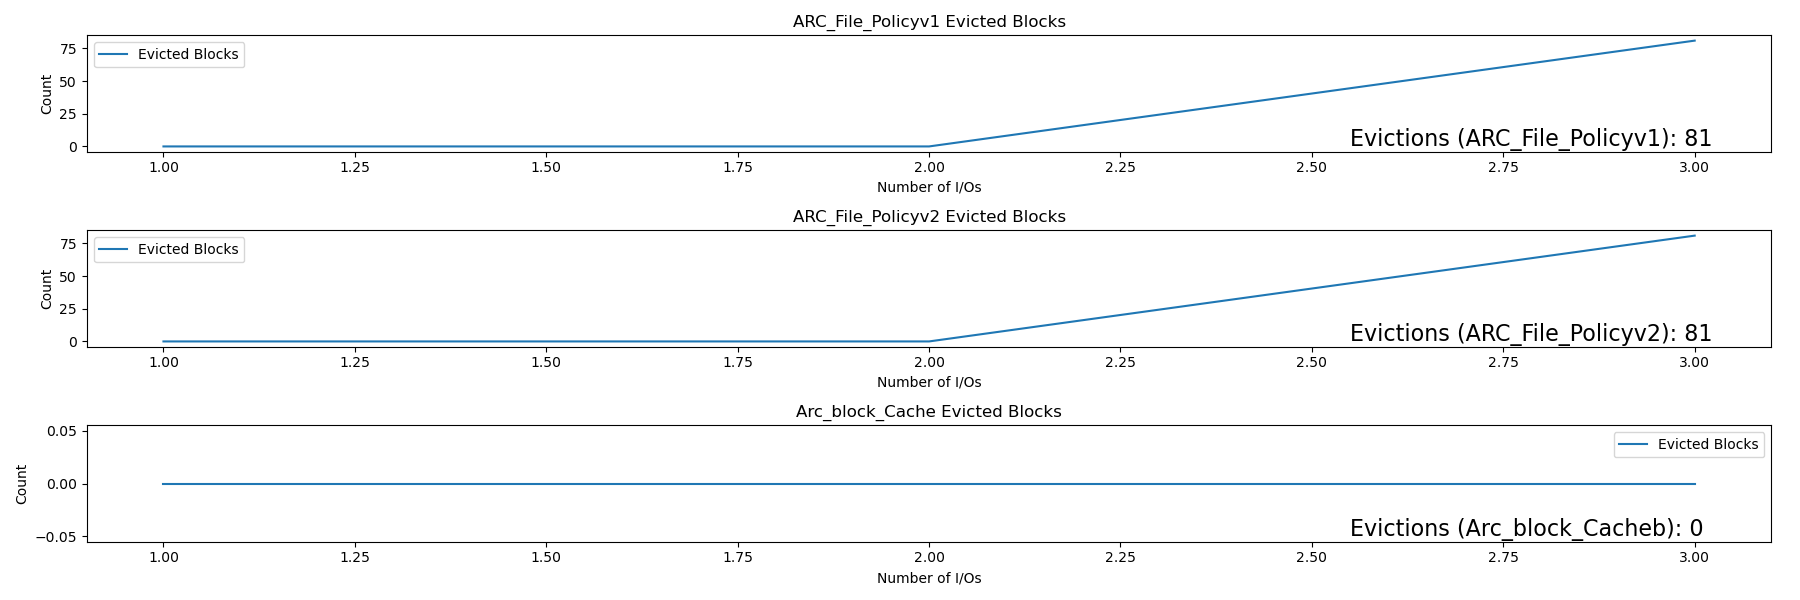 ARC_File_Policyv1 Evicted Blocks
Evicted Blocks
75
50
25
0
Count
Evictions (ARC_File_Policyv1): 81
1.00 1.25 1.50 1.75 2.00 2.25 2.50 2.75 3.00
Number of I/Os
ARC_File_Policyv2 Evicted Blocks
Evicted Blocks
75
50
25
0
Count
Evictions (ARC_File_Policyv2): 81
1.00 1.25 1.50 1.75 2.00 2.25 2.50 2.75 3.00
Number of I/Os
Arc_block_Cache Evicted Blocks
Evicted Blocks
0.05
0.00
−0.05
Count
Evictions (Arc_block_Cacheb): 0
1.00 1.25 1.50 1.75 2.00 2.25 2.50 2.75 3.00
Number of I/Os